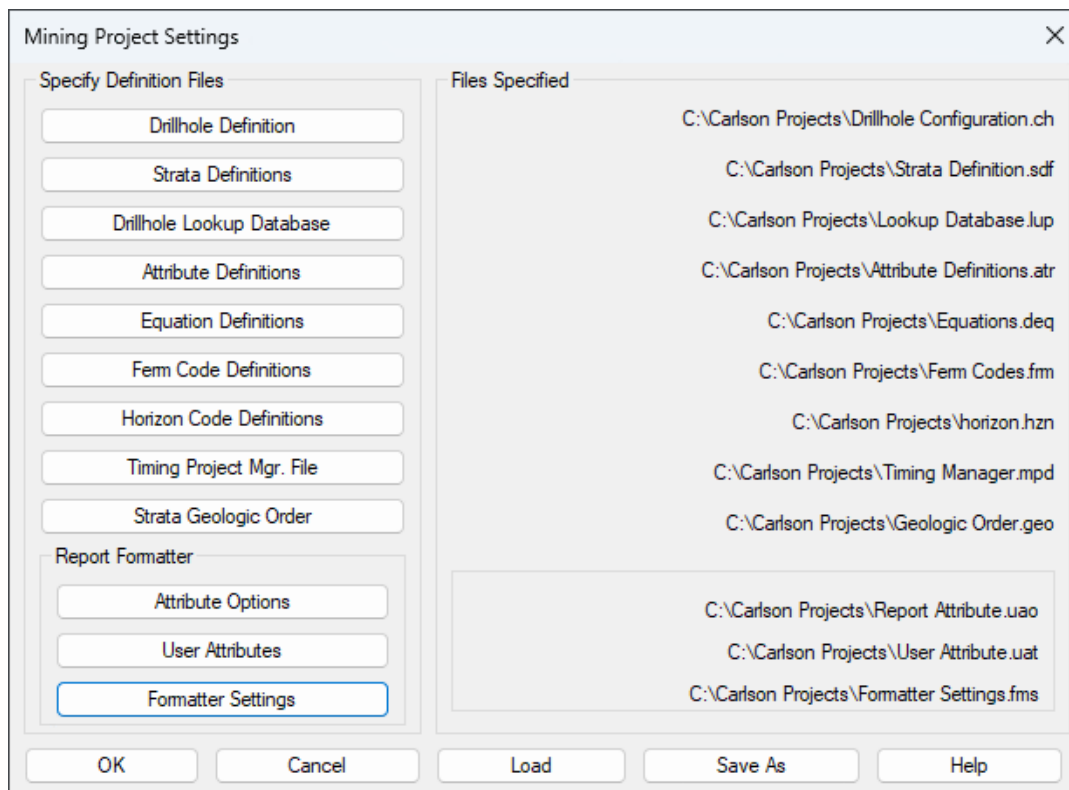 Mining Project Settings
Specify Definition Files
Files Specified
Drillhole Definition
C:\Carlson Projects\Drillhole Configuration.ch
Strata Definitions
C:\Carlson Projects\Strata Definition.sdf
Drillhole Lookup Database
C:\Carlson Projects\Lookup Database.lup
Attribute Definitions
C:\Carlson Projects\Attribute Definitions.atr
Equation Definitions
C:\Carlson Projects\Equations.deq
Ferm Code Definitions
C:\Carlson Projects\Ferm Codes.frm
Horizon Code Definitions
C:\Carlson Projects\horizon.hzn
Timing Project Mgr. File
C:\Carlson Projects\Timing Manager.mpd
Strata Geologic Order
C:\Carlson Projects\Geologic Order.geo
Report Formatter
Attribute Options
C:\Carlson Projects\Report Attribute.uao
User Attributes
C:\Carlson Projects\User Attribute.uat
Formatter Settings
C:\Carlson Projects\Formatter Settings.fms
OK
Cancel
Load
Save As
Help